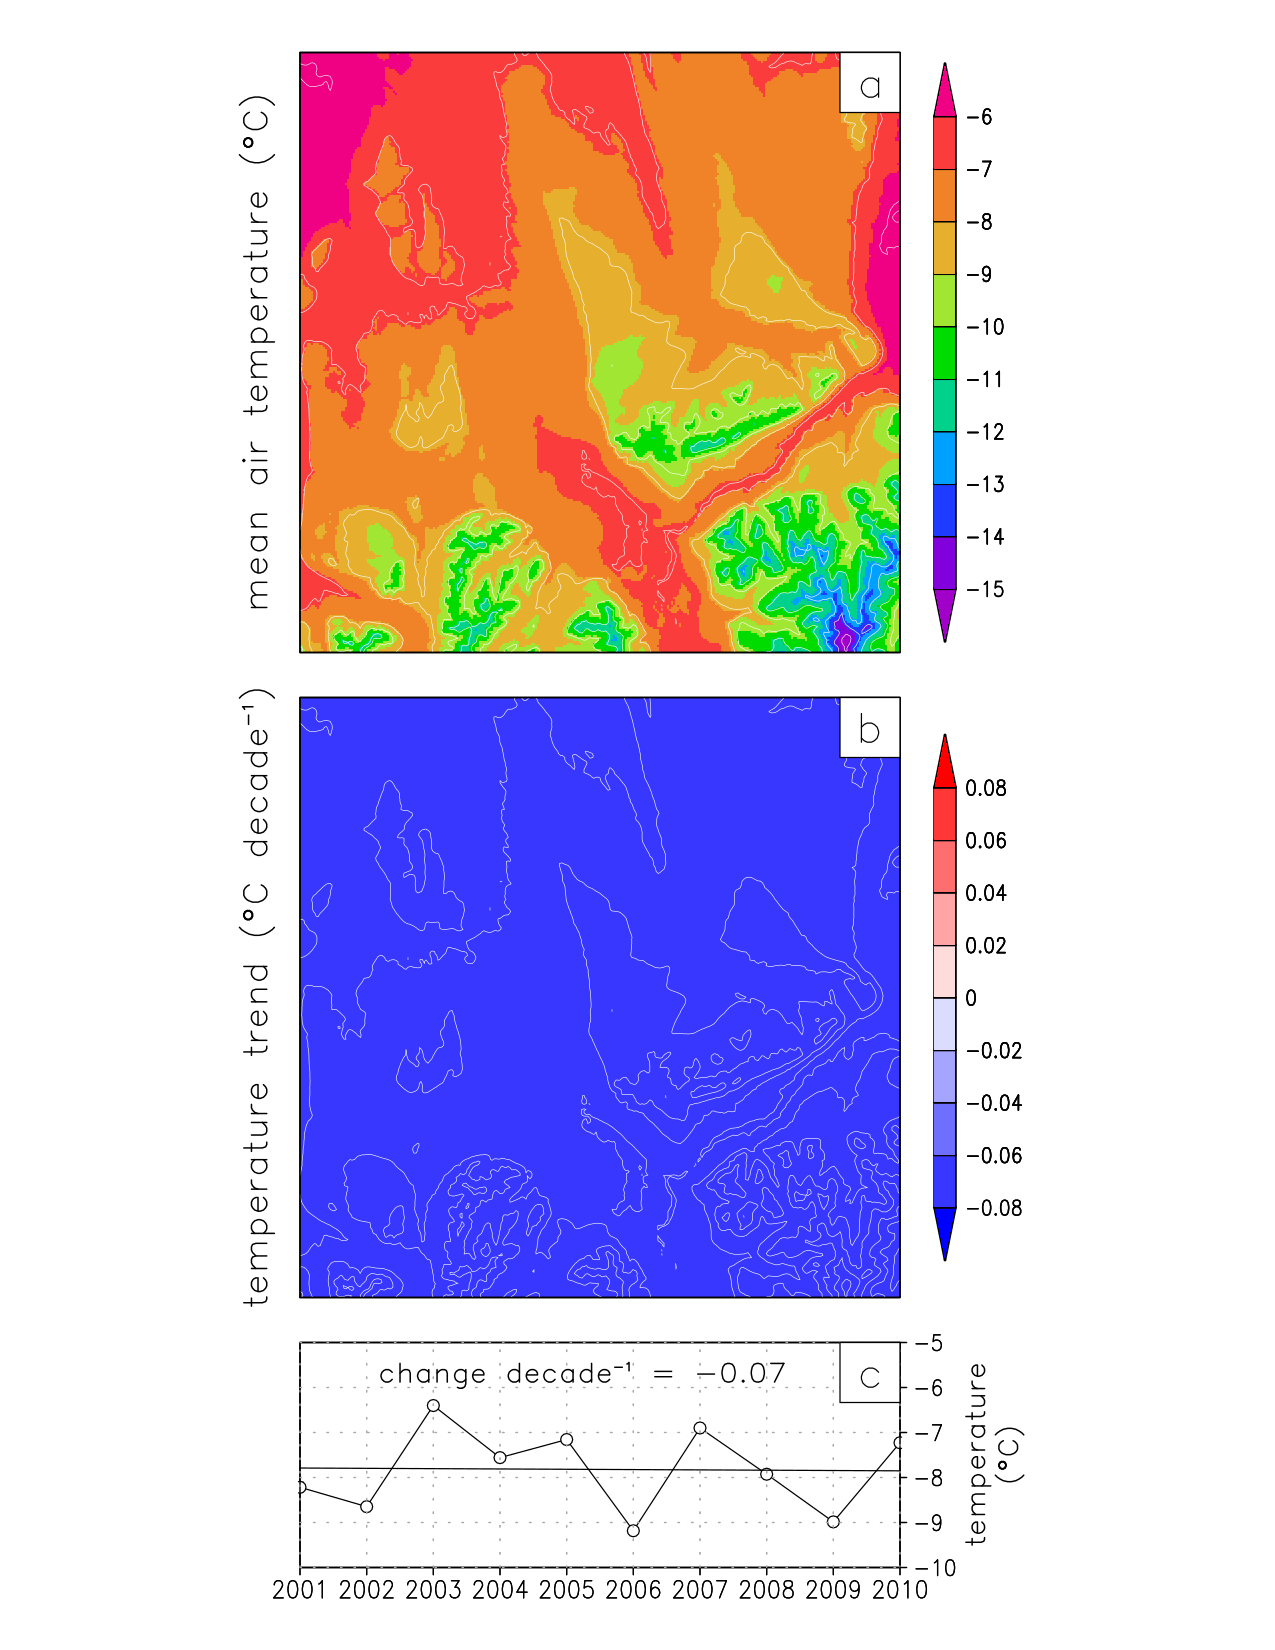 a
mean air temperature (°C)
-6
-7
-8
-9
-10
-11
-12
-13
-14
-15
b
temperature trend (°C decade⁻¹)
0.08
0.06
0.04
0.02
0
-0.02
-0.04
-0.06
-0.08
change decade⁻¹ = -0.07
c
-5
-6
-7
-8
-9
-10
temperature
(°C)
2001 2002 2003 2004 2005 2006 2007 2008 2009 2010